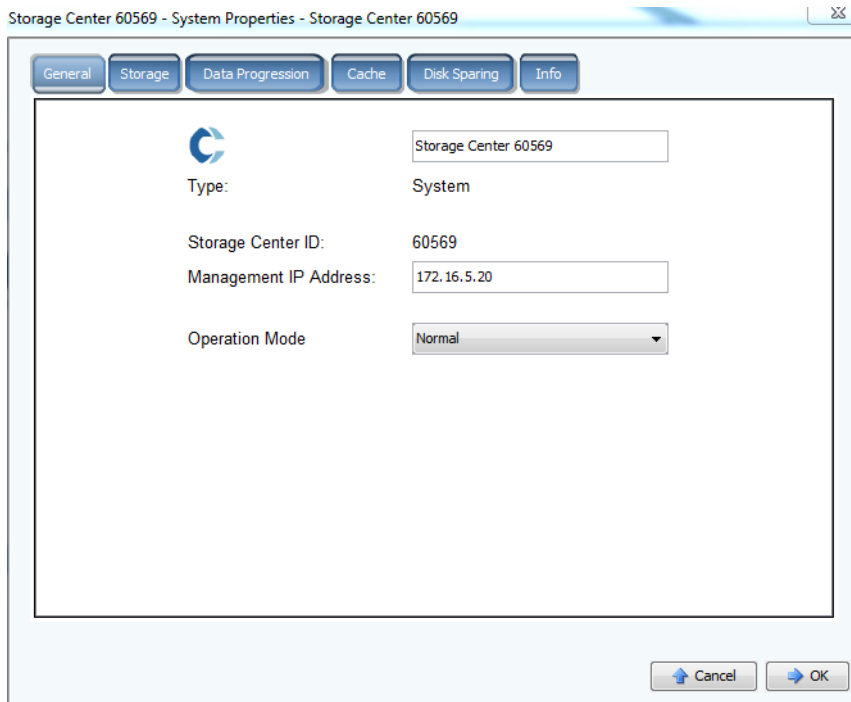 Storage Center 60569 - System Properties - Storage Center 60569
General Storage Data Progression Cache Disk Sparing Info
Storage Center 60569
Type: System
Storage Center ID: 60569
Management IP Address: 172.16.5.20
Operation Mode Normal
Cancel OK